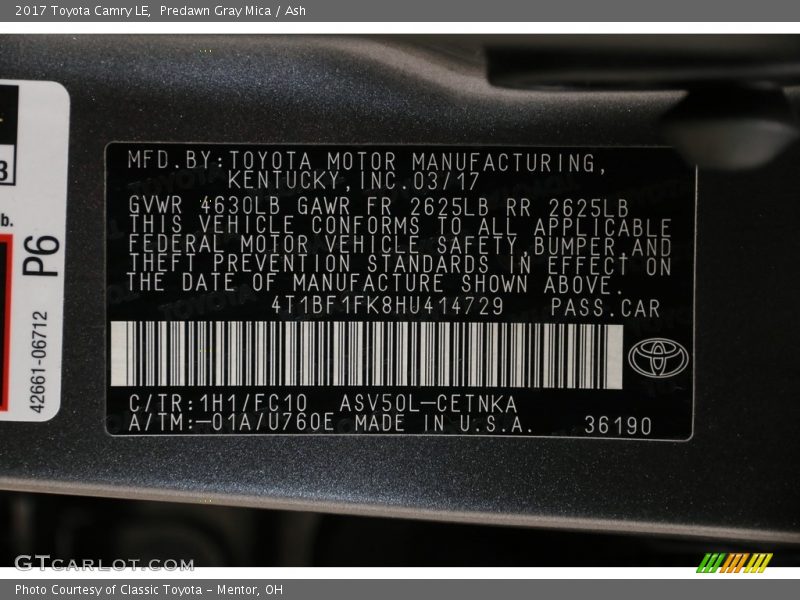 2017 Toyota Camry LE, Predawn Gray Mica / Ash
3
b.
P6
42661-06712
MFD.BY:TOYOTA MOTOR MANUFACTURING,
KENTUCKY,INC.03/17
GVWR 4630LB GAWR FR 2625LB RR 2625LB
THIS VEHICLE CONFORMS TO ALL APPLICABLE
FEDERAL MOTOR VEHICLE SAFETY,BUMPER,AND
THEFT PREVENTION STANDARDS IN EFFECT ON
THE DATE OF MANUFACTURE SHOWN ABOVE.
4T1BF1FK8HU414729 PASS.CAR
C/TR:1H1/FC10 ASV50L-CETNKA
A/TM:-01A/U760E MADE IN U.S.A. 36190
GTCARLOT.COM
Photo Courtesy of Classic Toyota - Mentor, OH